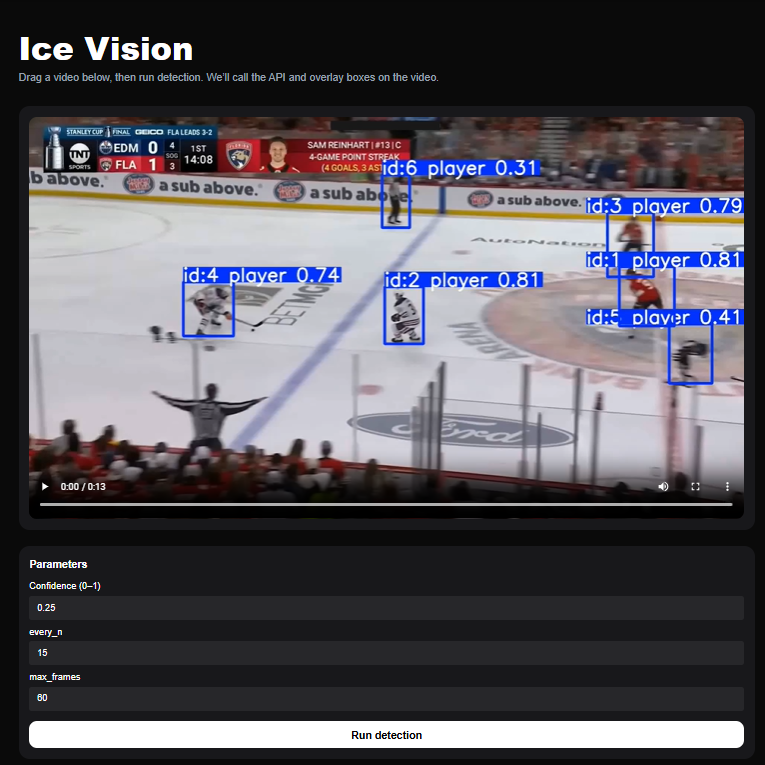 Ice Vision
Drag a video below, then run detection. We'll call the API and overlay boxes on the video.
STANLEY CUP FINAL GEICO FLA LEADS 3-2
TNT SPORTS
EDM 0
FLA 1
4 SOG 3
1ST
14:08
FLORIDA
SAM REINHART | #13 | C
4-GAME POINT STREAK
(4 GOALS, 3 AST
id:6 player 0.31
b above. a sub above. a sub above. a sub above.
id:3 player 0.79
AutoNation
id:1 player 0.81
id:4 player 0.74
id:2 player 0.81
BETMG
id:5 player 0.41
ARENA
BANK
Ford
0:00 / 0:13
Parameters
Confidence (0–1)
0.25
every_n
15
max_frames
60
Run detection